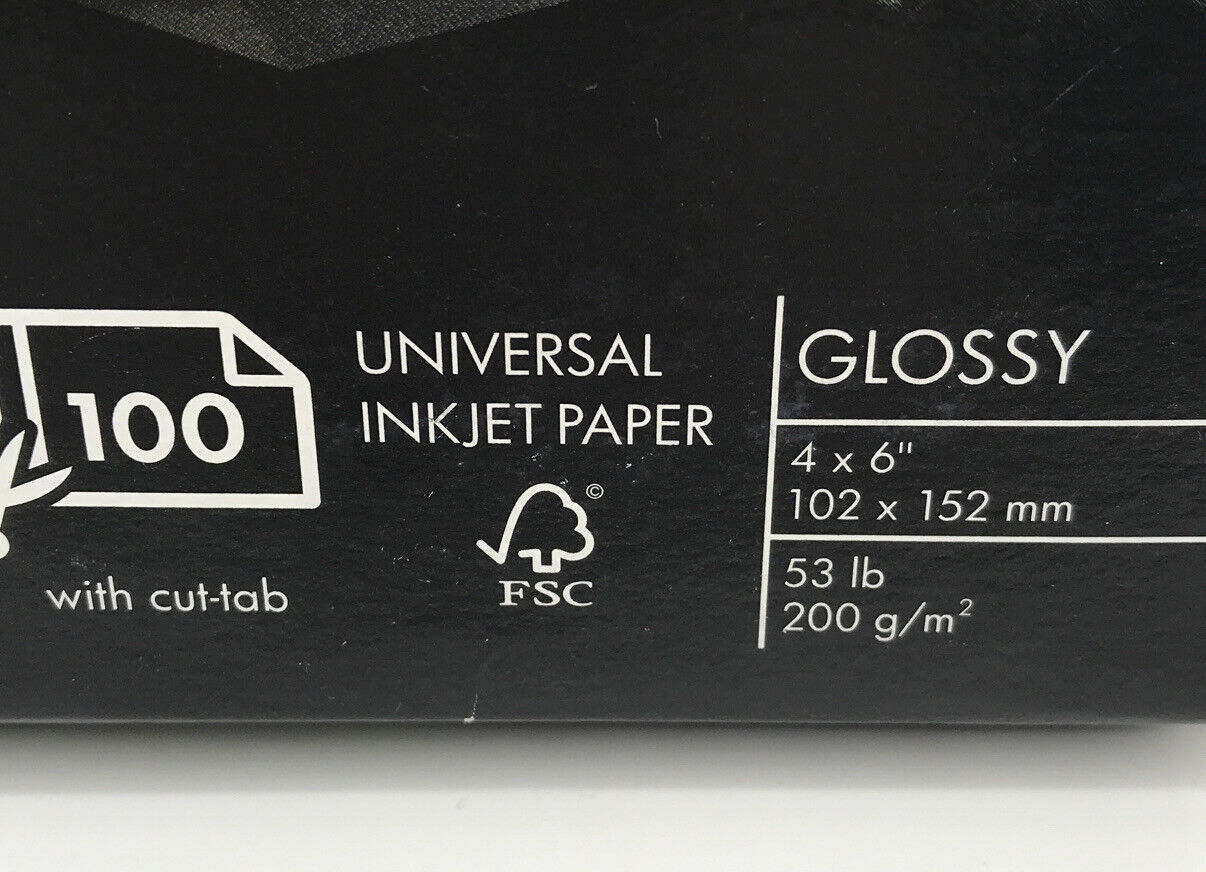 100
with cut-tab
UNIVERSAL
INKJET PAPER
©
FSC
GLOSSY
4 x 6"
102 x 152 mm
53 lb
200 g/m²